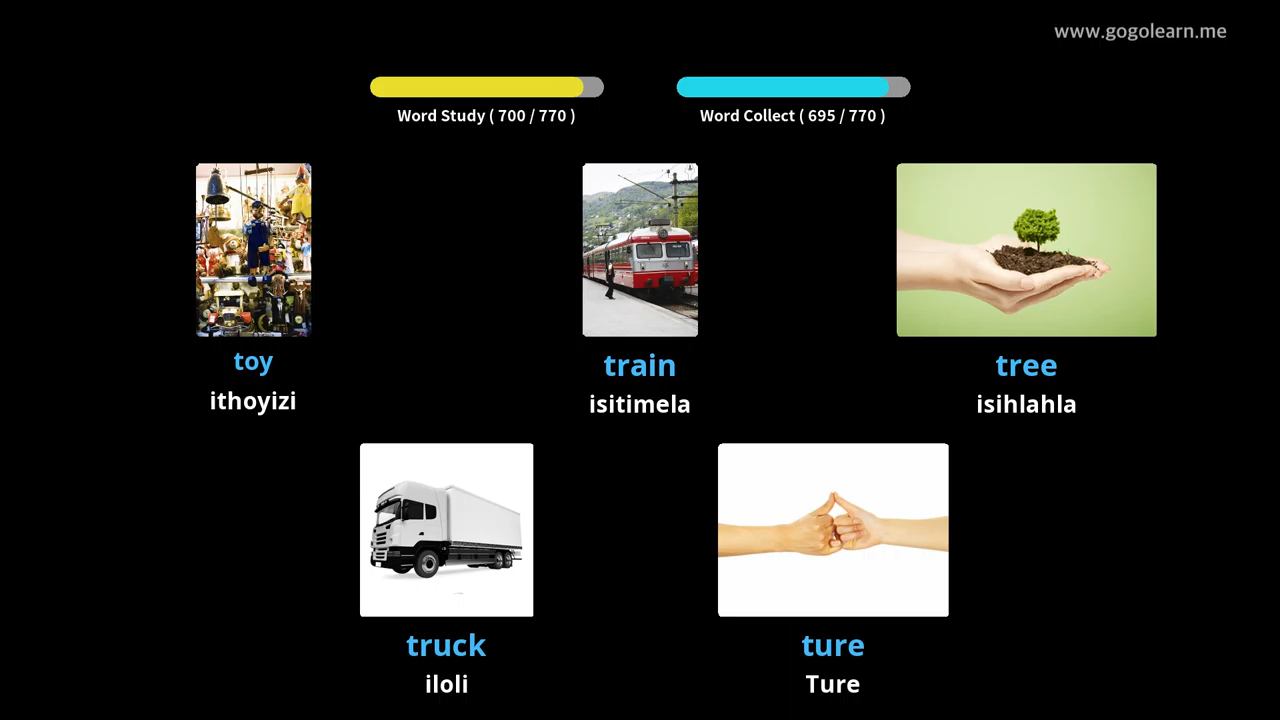 www.gogolearn.me
Word Study ( 700 / 770 )
Word Collect ( 695 / 770 )
toy
ithoyizi
train
isitimela
tree
isihlahla
truck
iloli
ture
Ture